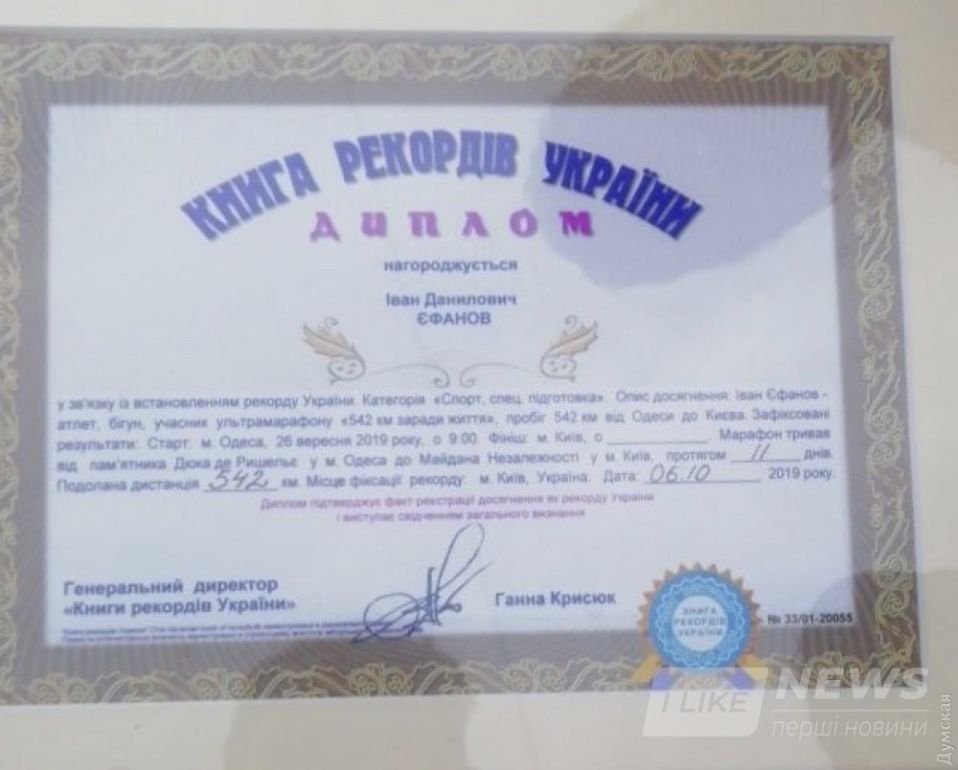 КНИГА РЕКОРДІВ УКРАЇНИ
ДИПЛОМ
нагороджується
Іван Данилович
ЄФАНОВ
у зв'язку із встановленням рекорду України. Категорія «Спорт, спец. підготовка». Опис досягнення: Іван Єфанов -
атлет, бігун, учасник ультрамарафону «542 км заради життя», пробіг 542 км від Одеси до Києва. Зафіксовані
результати: Старт: м. Одеса, 26 вересня 2019 року, о 9:00. Фініш: м. Київ, о ________. Марафон тривав
від пам'ятника Дюка де Ришельє у м. Одеса до Майдана Незалежності у м. Київ, протягом 11 днів.
Подолана дистанція 542 км. Місце фіксації рекорду: м. Київ, Україна. Дата: 06.10 2019 року.
Диплом підтверджує факт реєстрації досягнення як рекорду України
і виступає свідченням загального визнання
Генеральний директор
«Книги рекордів України»
Ганна Крисюк
КНИГА
РЕКОРДІВ
УКРАЇНИ
№ 33/01-20055
I LIKE
NEWS
перші новини
Думская